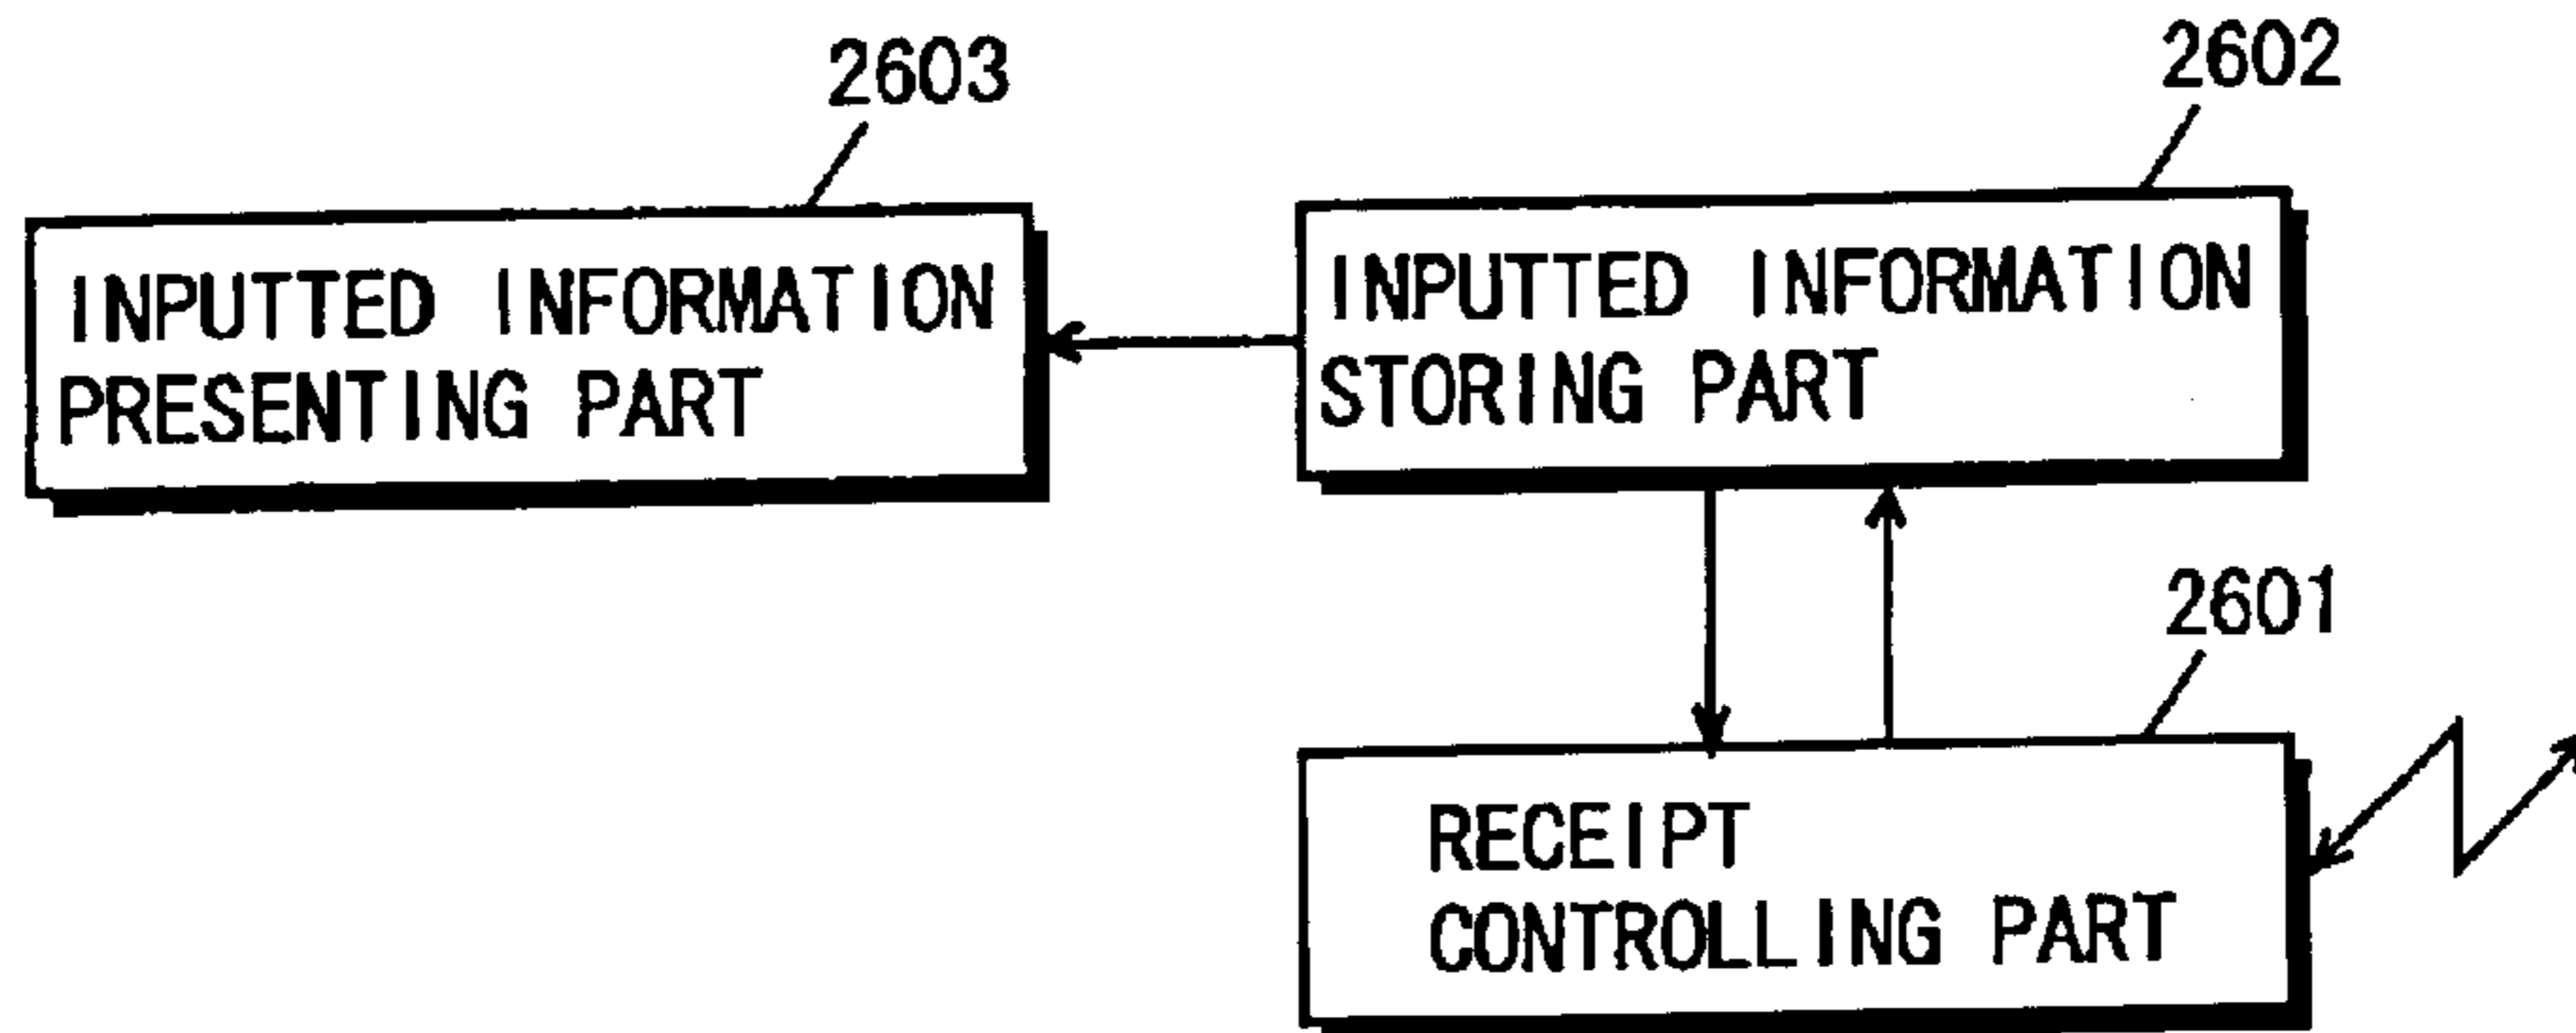 2603
INPUTTED INFORMATION
PRESENTING PART
2602
INPUTTED INFORMATION
STORING PART
2601
RECEIPT
CONTROLLING PART